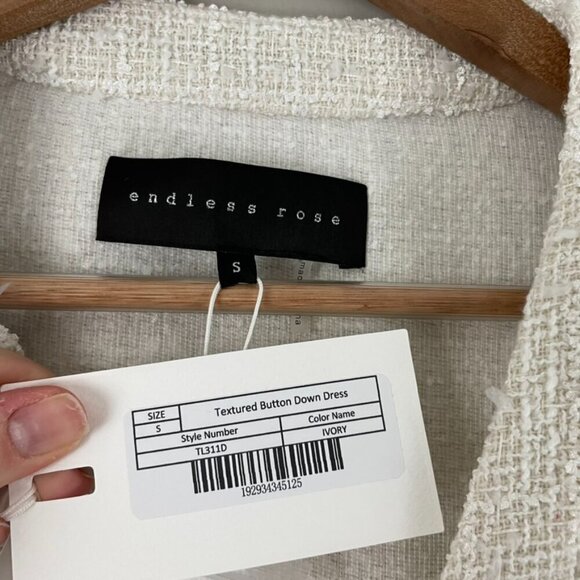 endless rose
S
SIZE
Textured Button Down Dress
S
Style Number
Color Name
TL311D
IVORY
192934345125